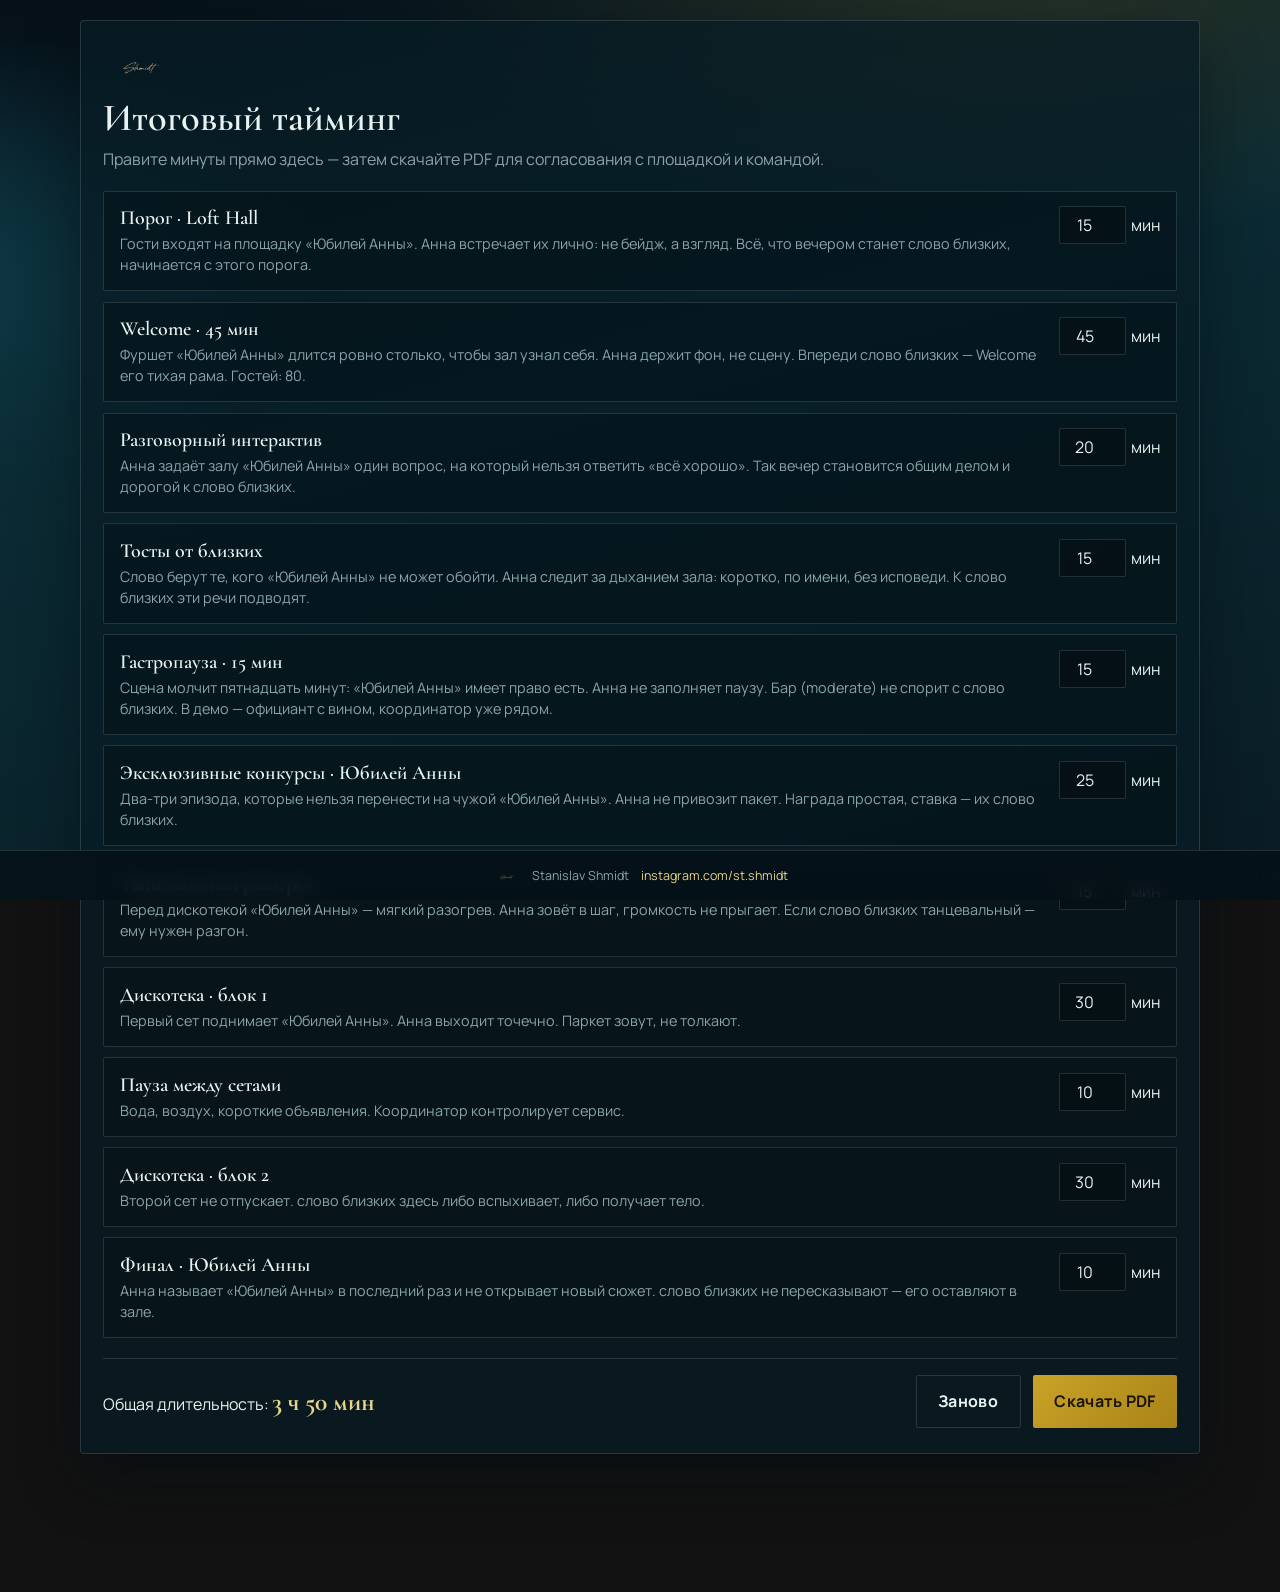 Shmidt
Итоговый тайминг
Правите минуты прямо здесь — затем скачайте PDF для согласования с площадкой и командой.
Порог · Loft Hall
15 мин
Гости входят на площадку «Юбилей Анны». Анна встречает их лично: не бейдж, а взгляд. Всё, что вечером станет слово близких,
начинается с этого порога.
Welcome · 45 мин
45 мин
Фуршет «Юбилей Анны» длится ровно столько, чтобы зал узнал себя. Анна держит фон, не сцену. Впереди слово близких — Welcome
его тихая рама. Гостей: 80.
Разговорный интерактив
20 мин
Анна задаёт залу «Юбилей Анны» один вопрос, на который нельзя ответить «всё хорошо». Так вечер становится общим делом и
дорогой к слово близких.
Тосты от близких
15 мин
Слово берут те, кого «Юбилей Анны» не может обойти. Анна следит за дыханием зала: коротко, по имени, без исповеди. К слово
близких эти речи подводят.
Гастропауза · 15 мин
15 мин
Сцена молчит пятнадцать минут: «Юбилей Анны» имеет право есть. Анна не заполняет паузу. Бар (moderate) не спорит с слово
близких. В демо — официант с вином, координатор уже рядом.
Эксклюзивные конкурсы · Юбилей Анны
25 мин
Два-три эпизода, которые нельзя перенести на чужой «Юбилей Анны». Анна не привозит пакет. Награда простая, ставка — их слово
близких.
Stanislav Shmidt instagram.com/st.shmidt
Перед дискотекой «Юбилей Анны» — мягкий разогрев. Анна зовёт в шаг, громкость не прыгает. Если слово близких танцевальный —
ему нужен разгон.
Дискотека · блок 1
30 мин
Первый сет поднимает «Юбилей Анны». Анна выходит точечно. Паркет зовут, не толкают.
Пауза между сетами
10 мин
Вода, воздух, короткие объявления. Координатор контролирует сервис.
Дискотека · блок 2
30 мин
Второй сет не отпускает. слово близких здесь либо вспыхивает, либо получает тело.
Финал · Юбилей Анны
10 мин
Анна называет «Юбилей Анны» в последний раз и не открывает новый сюжет. слово близких не пересказывают — его оставляют в
зале.
Общая длительность: 3 ч 50 мин
Заново
Скачать PDF